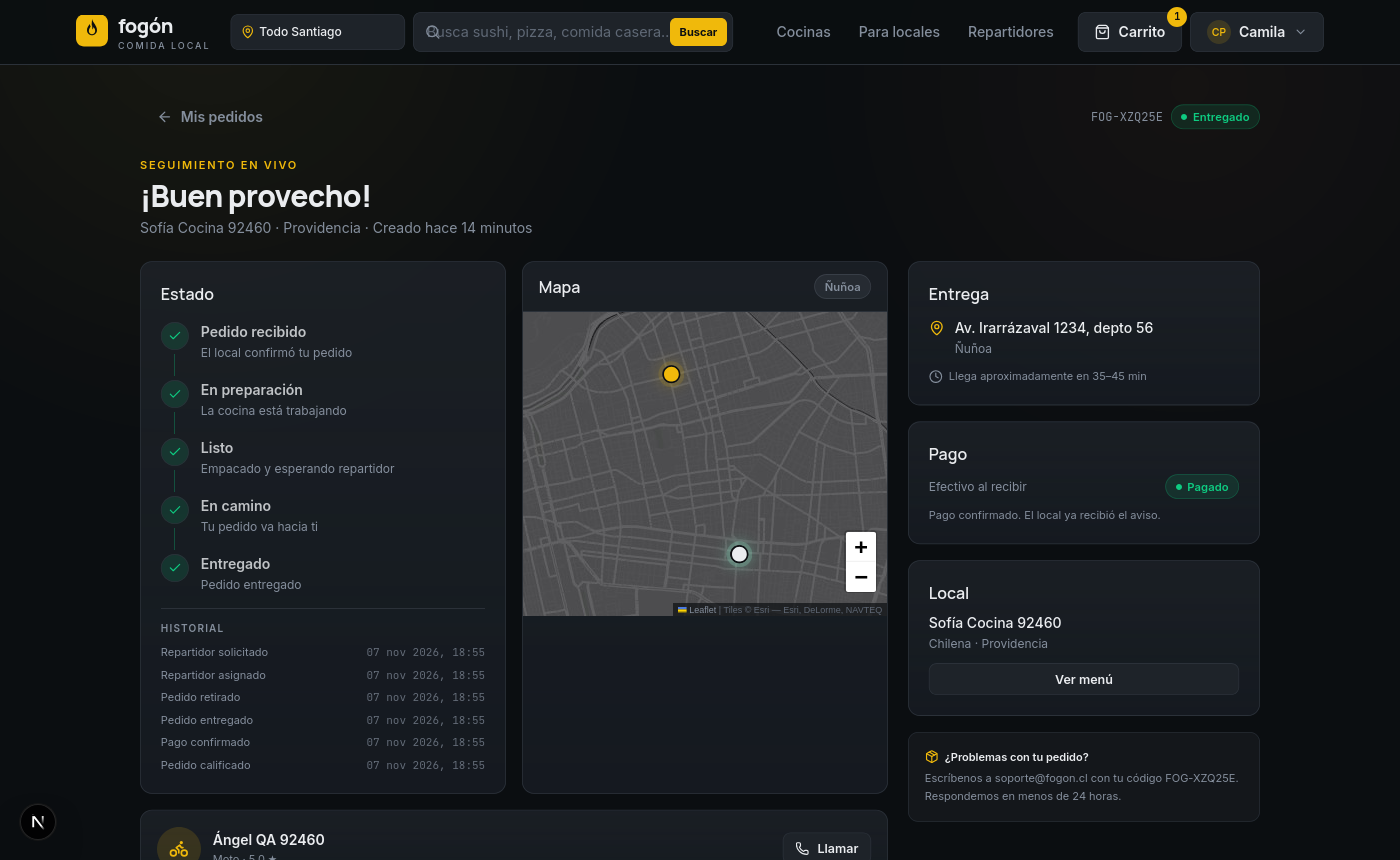 fogón
COMIDA LOCAL
Todo Santiago
Busca sushi, pizza, comida casera...
Buscar
Cocinas
Para locales
Repartidores
Carrito
1
CP
Camila
Mis pedidos
FOG-XZQ25E
Entregado
SEGUIMIENTO EN VIVO
¡Buen provecho!
Sofía Cocina 92460 · Providencia · Creado hace 14 minutos
Estado
Pedido recibido
El local confirmó tu pedido
En preparación
La cocina está trabajando
Listo
Empacado y esperando repartidor
En camino
Tu pedido va hacia ti
Entregado
Pedido entregado
HISTORIAL
Repartidor solicitado 07 nov 2026, 18:55
Repartidor asignado 07 nov 2026, 18:55
Pedido retirado 07 nov 2026, 18:55
Pedido entregado 07 nov 2026, 18:55
Pago confirmado 07 nov 2026, 18:55
Pedido calificado 07 nov 2026, 18:55
Mapa
Ñuñoa
+
−
Leaflet | Tiles © Esri — Esri, DeLorme, NAVTEQ
Entrega
Av. Irarrázaval 1234, depto 56
Ñuñoa
Llega aproximadamente en 35–45 min
Pago
Efectivo al recibir
Pagado
Pago confirmado. El local ya recibió el aviso.
Local
Sofía Cocina 92460
Chilena · Providencia
Ver menú
¿Problemas con tu pedido?
Escríbenos a soporte@fogon.cl con tu código FOG-XZQ25E.
Respondemos en menos de 24 horas.
N
Ángel QA 92460
Moto · 5.0 ★
Llamar